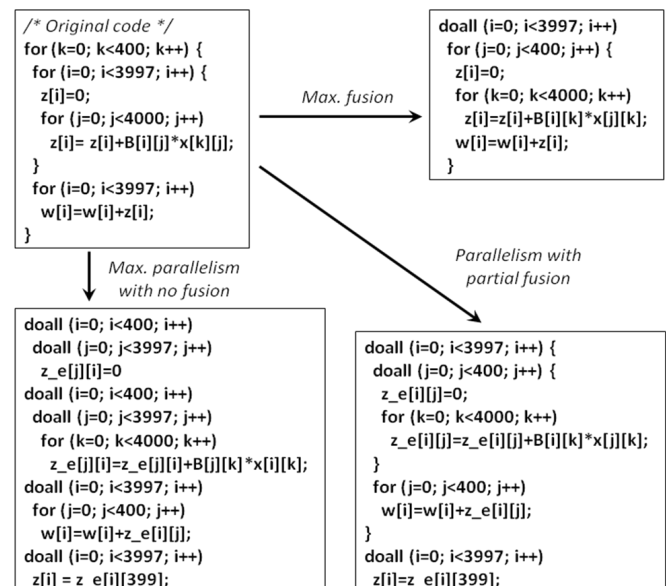 /* Original code */
for (k=0; k<400; k++) {
for (i=0; i<3997; i++) {
z[i]=0;
for (j=0; j<4000; j++)
z[i]= z[i]+B[i][j]*x[k][j];
}
for (i=0; i<3997; i++)
w[i]=w[i]+z[i];
}
Max. fusion
doall (i=0; i<3997; i++)
for (j=0; j<400; j++) {
z[i]=0;
for (k=0; k<4000; k++)
z[i]=z[i]+B[i][k]*x[j][k];
w[i]=w[i]+z[i];
}
Max. parallelism
with no fusion
Parallelism with
partial fusion
doall (i=0; i<400; i++)
doall (j=0; j<3997; j++)
z_e[j][i]=0
doall (i=0; i<400; i++)
doall (j=0; j<3997; j++)
for (k=0; k<4000; k++)
z_e[j][i]=z_e[j][i]+B[j][k]*x[i][k];
doall (i=0; i<3997; i++)
for (j=0; j<400; j++)
w[i]=w[i]+z_e[i][j];
doall (i=0; i<3997; i++)
z[i] = z_e[i][399];
doall (i=0; i<3997; i++) {
doall (j=0; j<400; j++) {
z_e[i][j]=0;
for (k=0; k<4000; k++)
z_e[i][j]=z_e[i][j]+B[i][k]*x[j][k];
}
for (j=0; j<400; j++)
w[i]=w[i]+z_e[i][j];
}
doall (i=0; i<3997; i++)
z[i]=z_e[i][399];